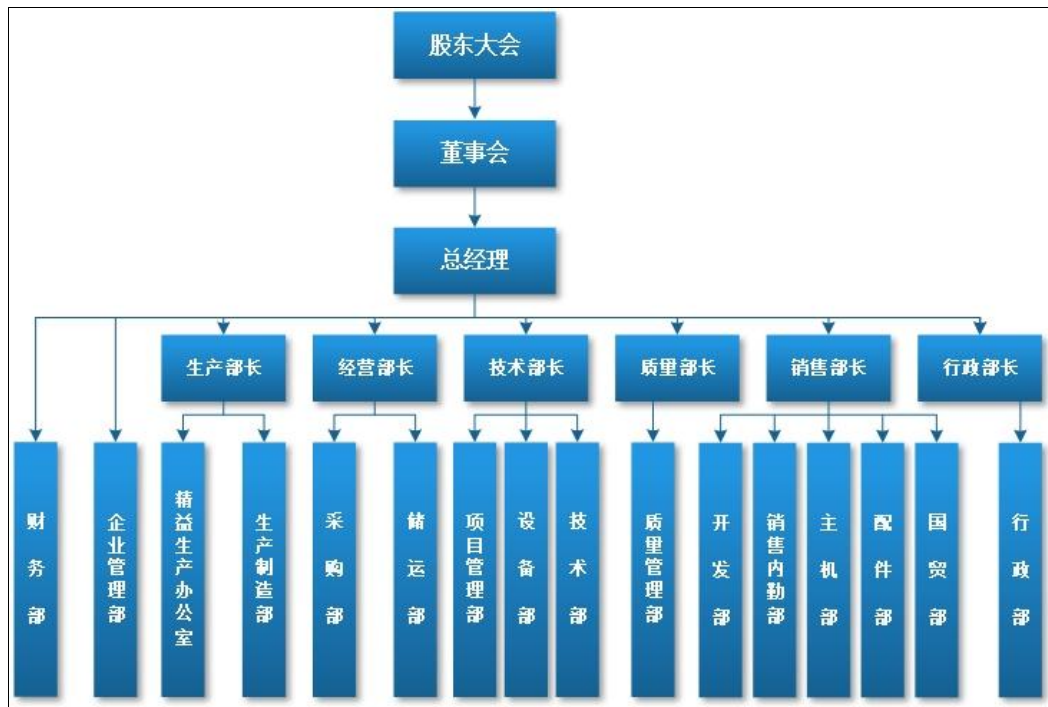 股东大会
董事会
总经理
生产部长
经营部长
技术部长
质量部长
销售部长
行政部长
财务部
企业管理部
精益生产办公室
生产制造部
采购部
储运部
项目管理部
设备部
技术部
质量管理部
开发部
销售内勤部
主机部
配件部
国贸部
行政部